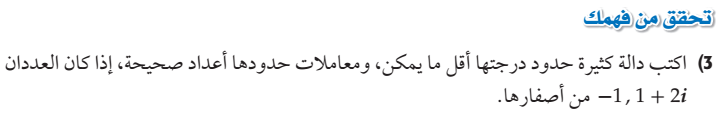 تحقق من فهمك
(3 اكتب دالة كثيرة حدود درجتها أقل ما يمكن، ومعاملات حدودها أعداد صحيحة، إذا كان العددان
-1, 1 + 2i من أصفارها.